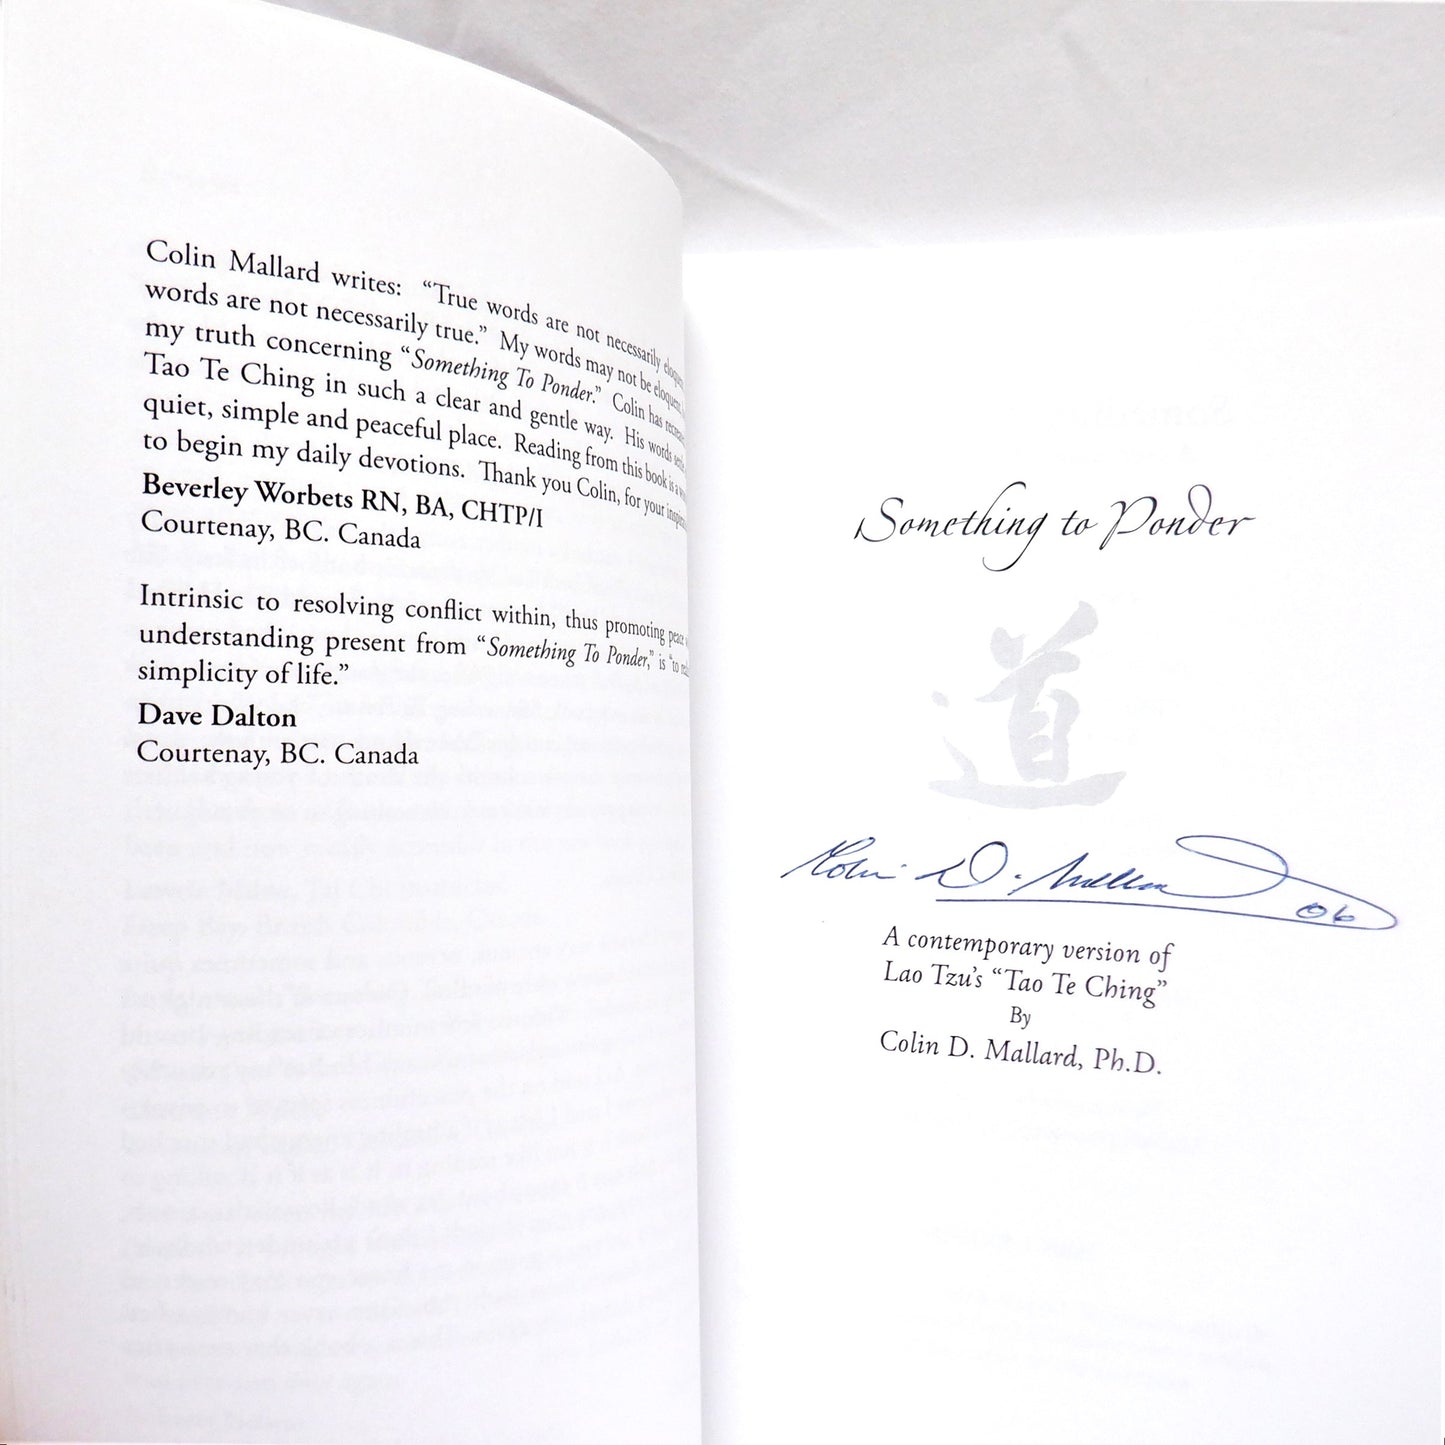 Colin Mallard writes: “True words are not necessarily eloquent
words are not necessarily true.” My words may not be eloquent
my truth concerning “Something To Ponder.” Colin has
Tao Te Ching in such a clear and gentle way. His words
quiet, simple and peaceful place. Reading from this book is a
to begin my daily devotions. Thank you Colin, for your
Beverley Worbets RN, BA, CHTP/I
Courtenay, BC. Canada
Intrinsic to resolving conflict within, thus promoting peace
understanding present from “Something To Ponder,” is “to
simplicity of life.”
Dave Dalton
Courtenay, BC. Canada
Something to Ponder
道
Colin D. Mallard
06
A contemporary version of
Lao Tzu’s “Tao Te Ching”
By
Colin D. Mallard, Ph.D.